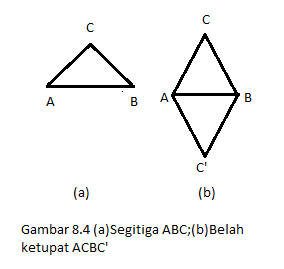 C
A
B
(a)
C
A
B
C'
(b)
Gambar 8.4 (a)Segitiga ABC;(b)Belah
ketupat ACBC'